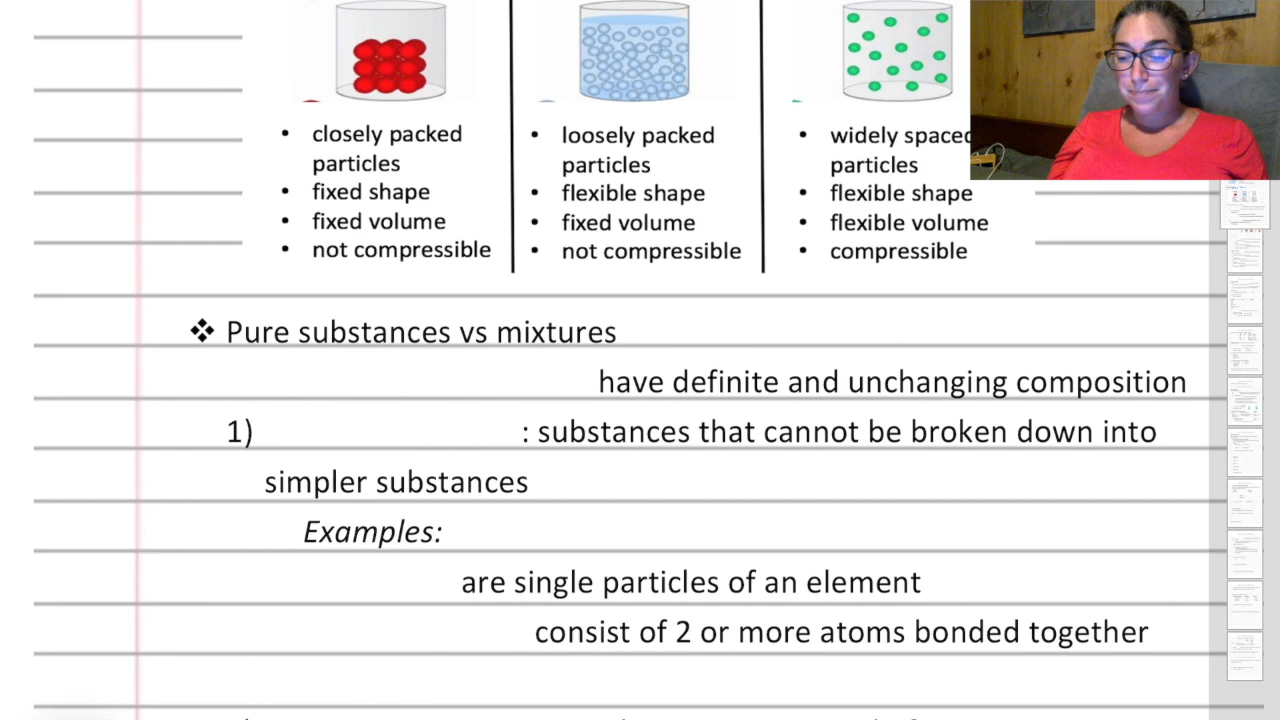 • closely packed particles
• fixed shape
• fixed volume
• not compressible
• loosely packed particles
• flexible shape
• fixed volume
• not compressible
• widely spaced particles
• flexible shape
• flexible volume
• compressible
❖ Pure substances vs mixtures
have definite and unchanging composition
1) : Substances that cannot be broken down into
simpler substances
Examples:
are single particles of an element
consist of 2 or more atoms bonded together